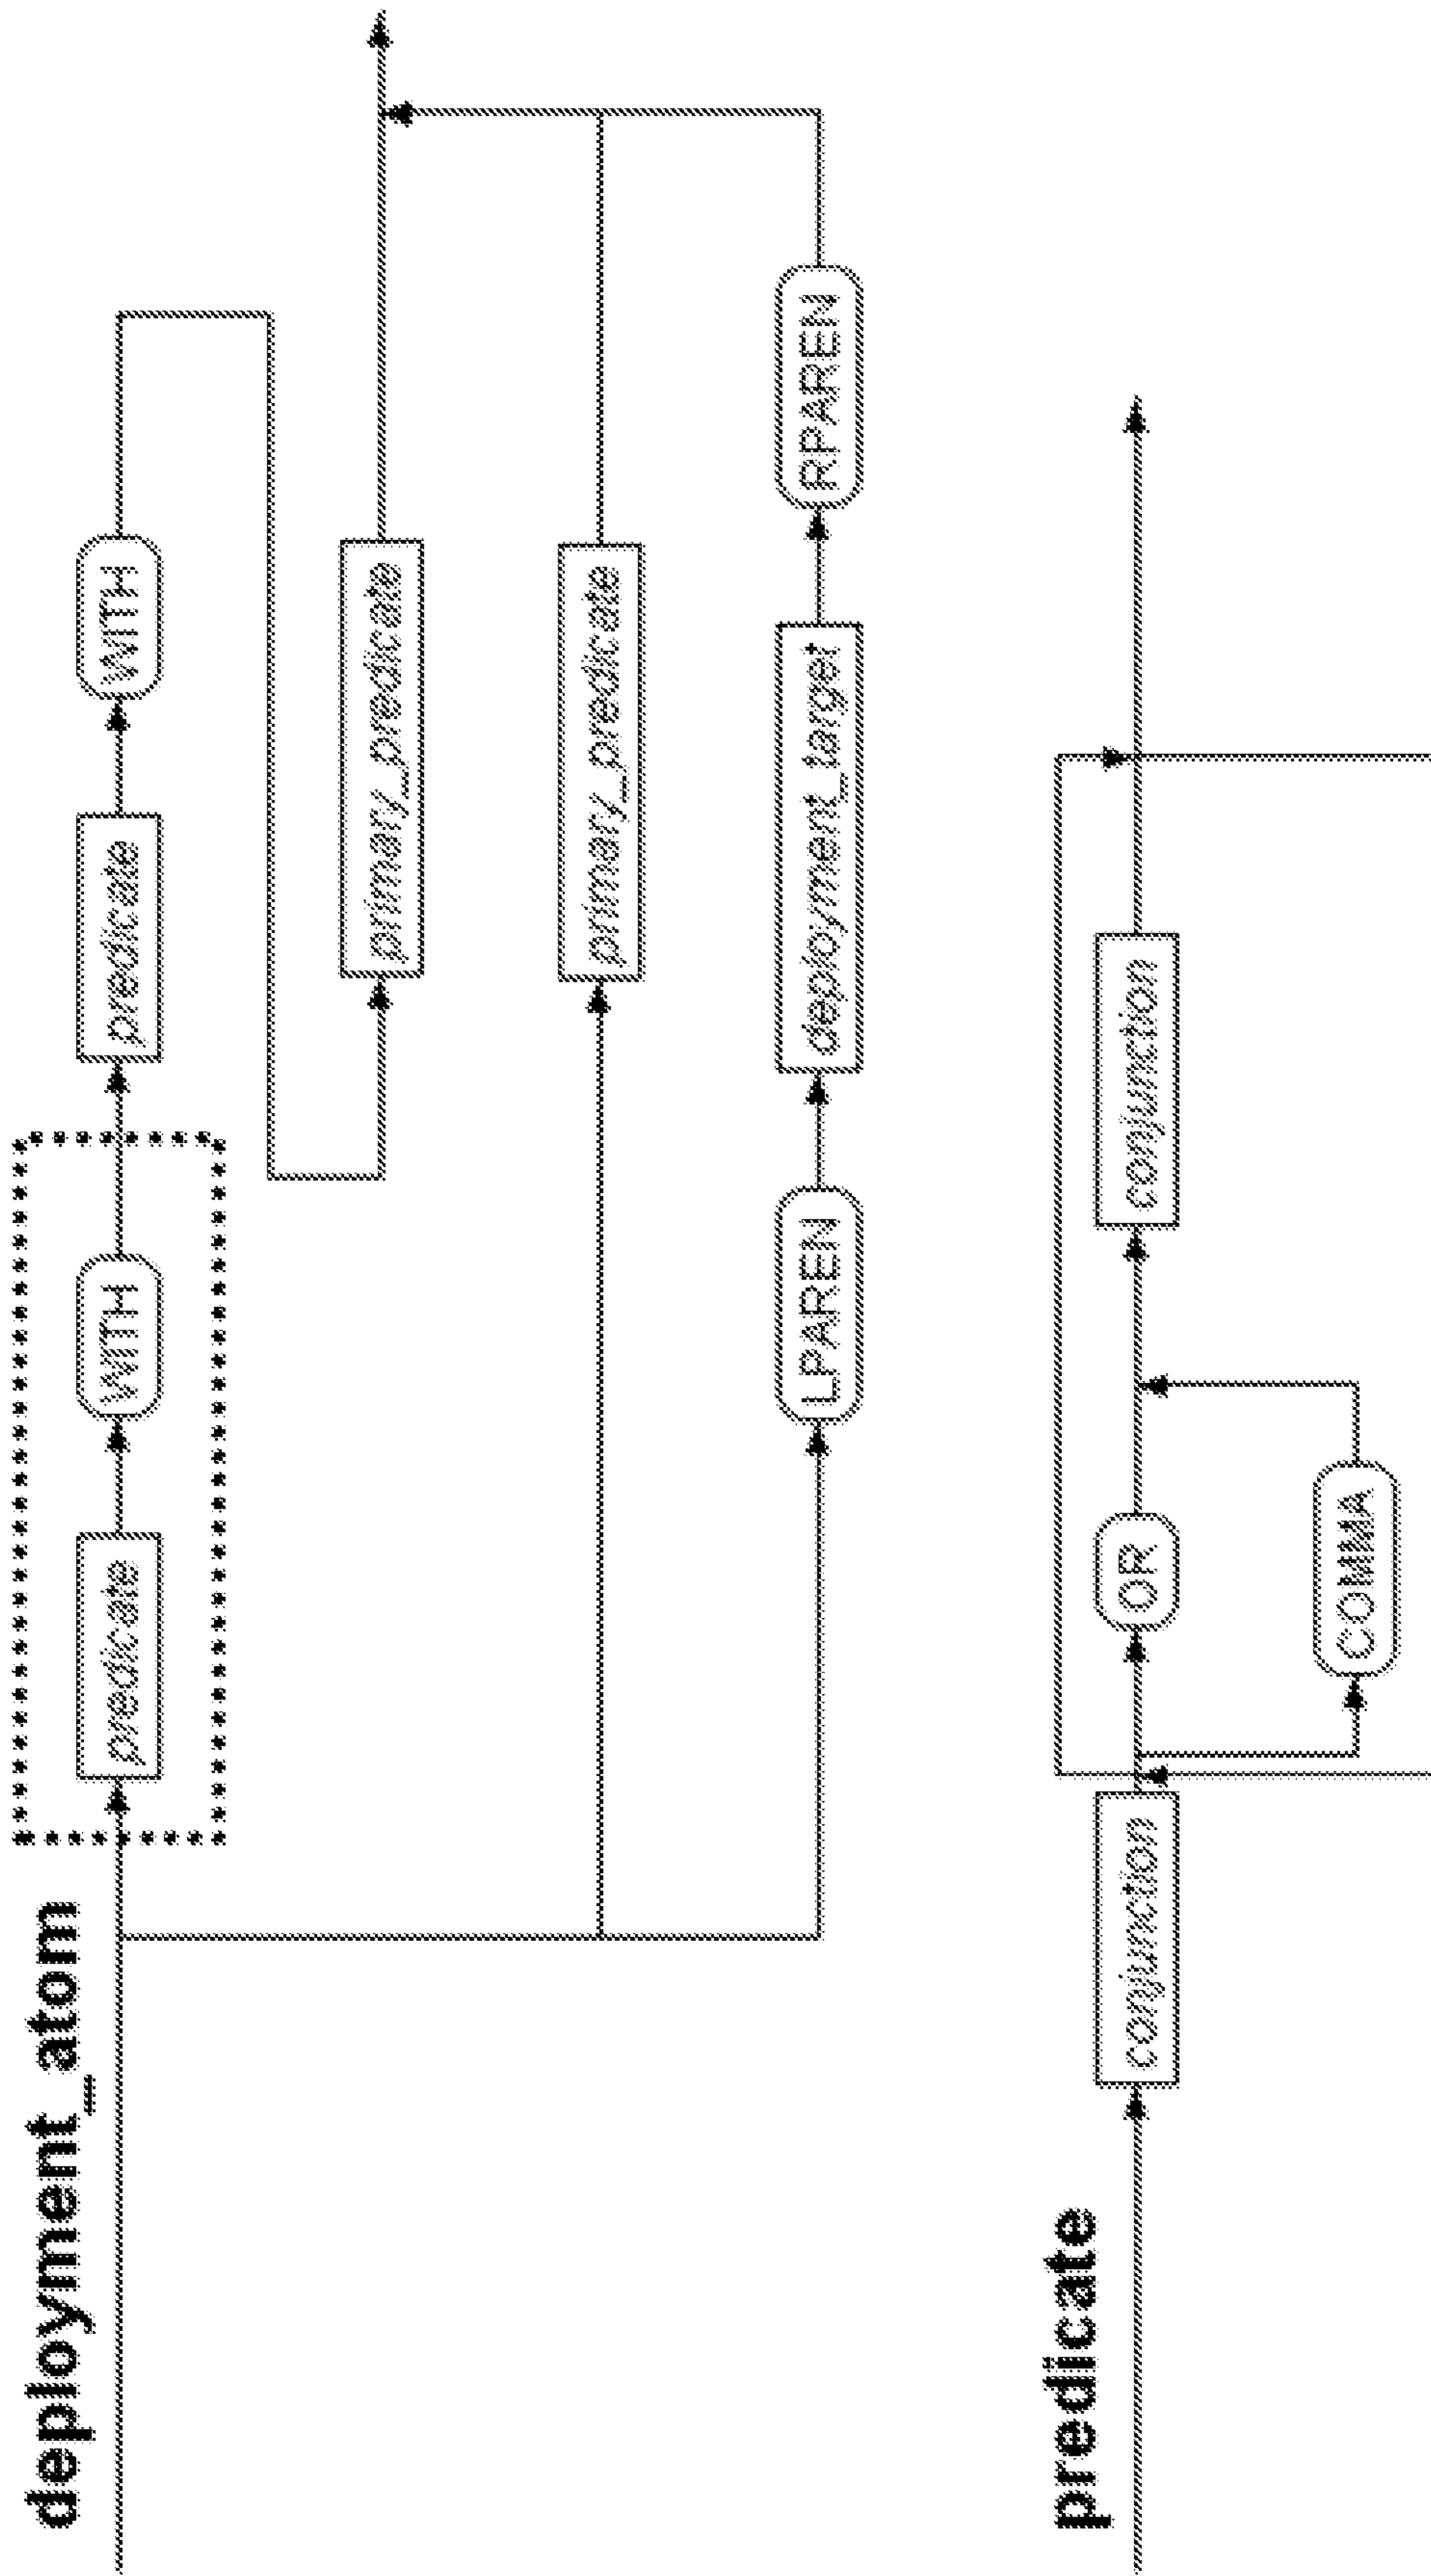 deployment_atom
predicate WITH predicate WITH
primary_predicate
primary_predicate
LPAREN deployment_target RPAREN
predicate
conjunction OR conjunction
COMMA